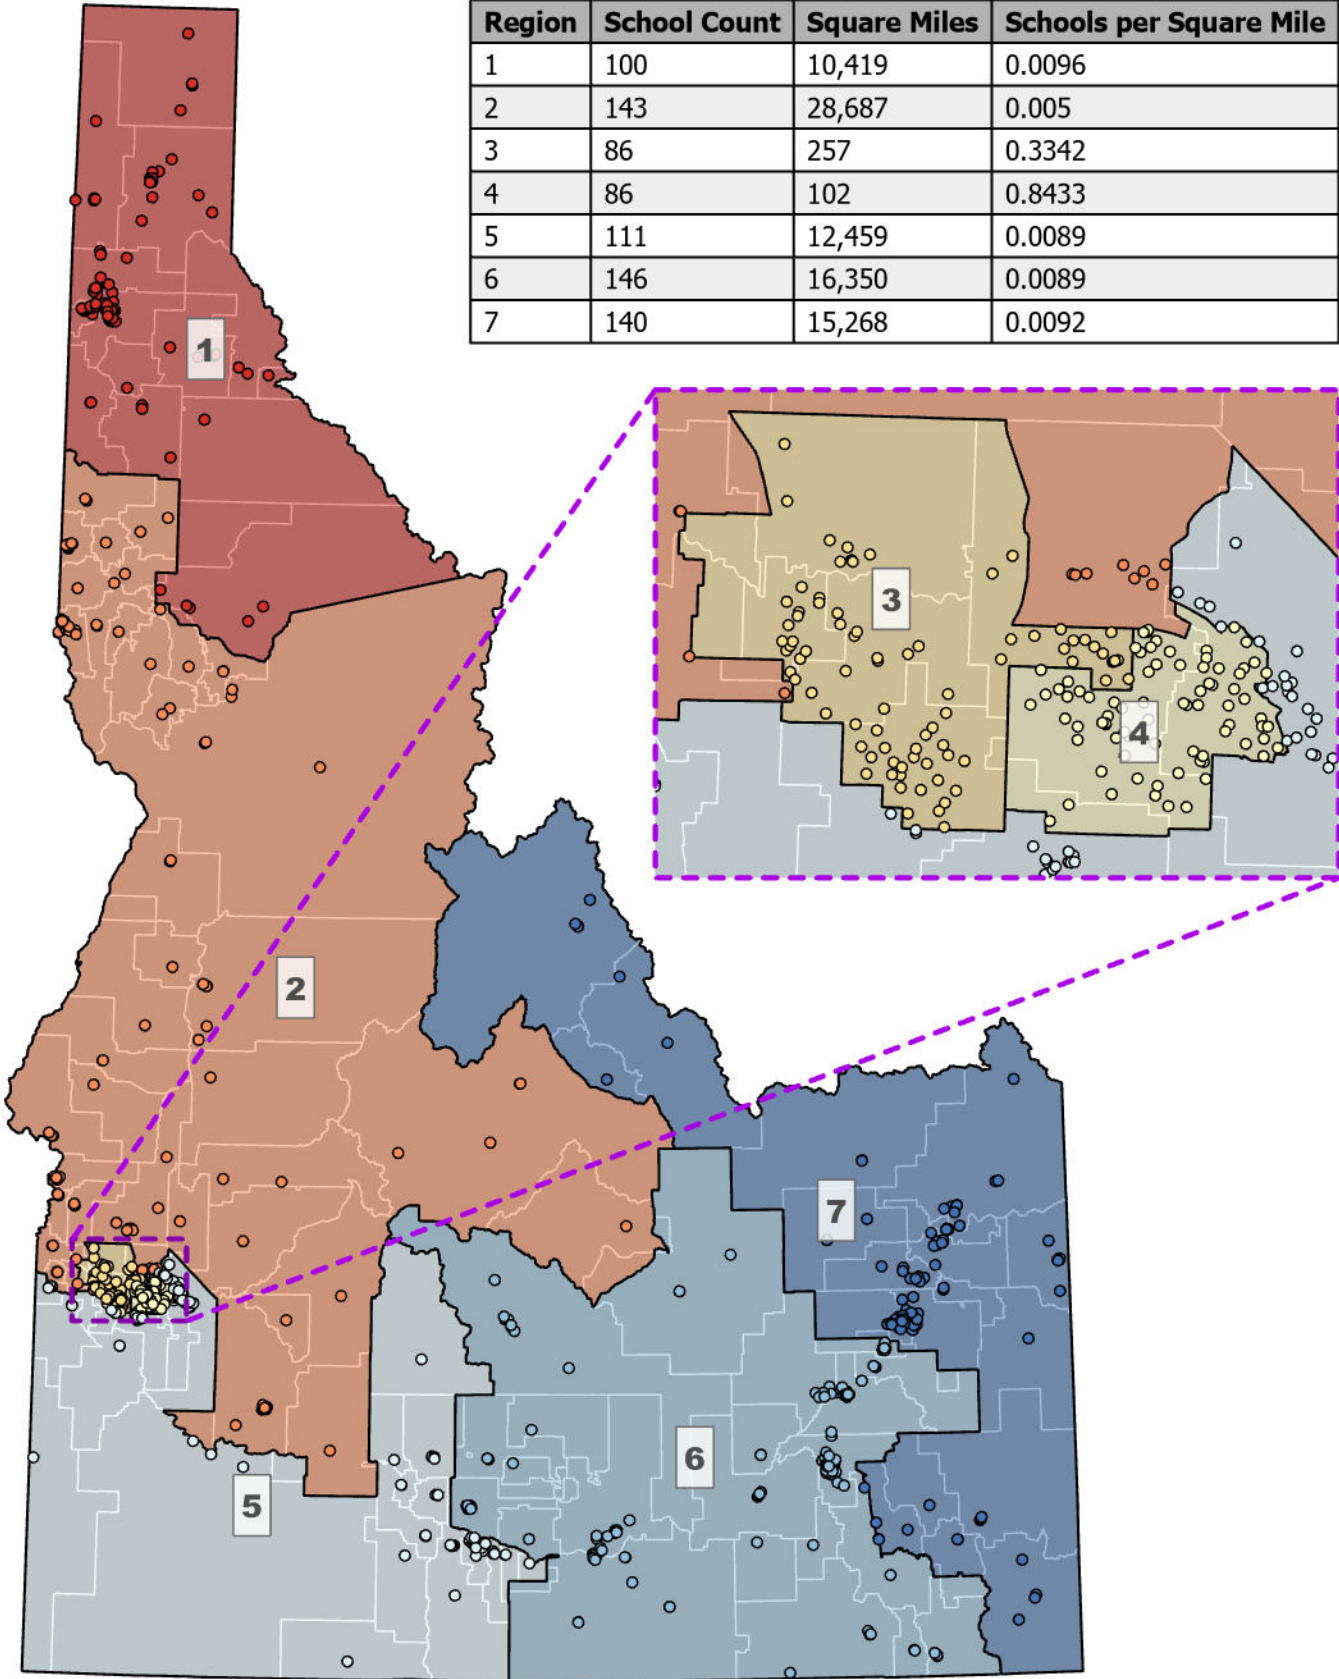 Region School Count Square Miles Schools per Square Mile
1 100 10,419 0.0096
2 143 28,687 0.005
3 86 257 0.3342
4 86 102 0.8433
5 111 12,459 0.0089
6 146 16,350 0.0089
7 140 15,268 0.0092
1
3
4
2
7
6
5